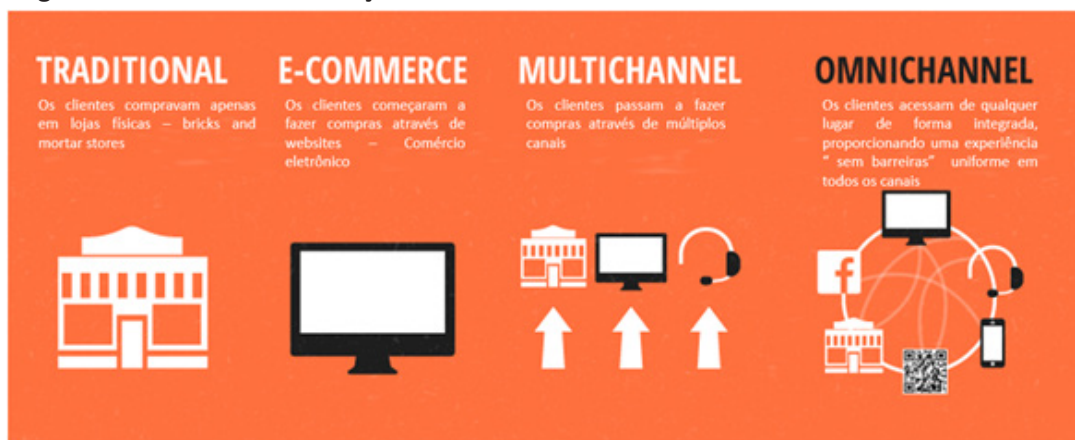 TRADITIONAL
Os clientes compravam apenas
em lojas físicas – bricks and
mortar stores
E-COMMERCE
Os clientes começaram a
fazer compras através de
websites – Comércio
eletrônico
MULTICHANNEL
Os clientes passam a fazer
compras através de múltiplos
canais
OMNICHANNEL
Os clientes acessam de qualquer
lugar de forma integrada,
proporcionando uma experiência
“ sem barreiras” uniforme em
todos os canais
f